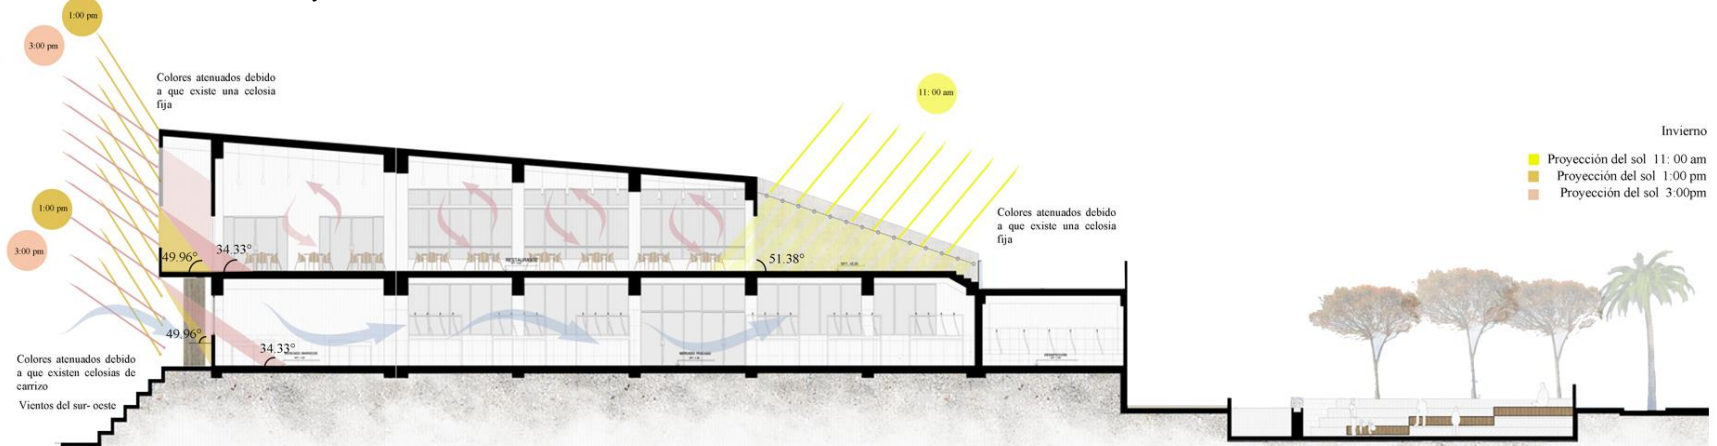 1:00 pm
3:00 pm
Colores atenuados debido
a que existe una celosia
fija
11: 00 am
Invierno
Proyección del sol 11: 00 am
Proyección del sol 1:00 pm
Proyección del sol 3:00pm
1:00 pm
3:00 pm
Colores atenuados debido
a que existe una celosia
fija
49.96°
34.33°
RESTAURANTE
51.38°
49.96°
34.33°
Colores atenuados debido
a que existen celosias de
carrizo
Vientos del sur- oeste